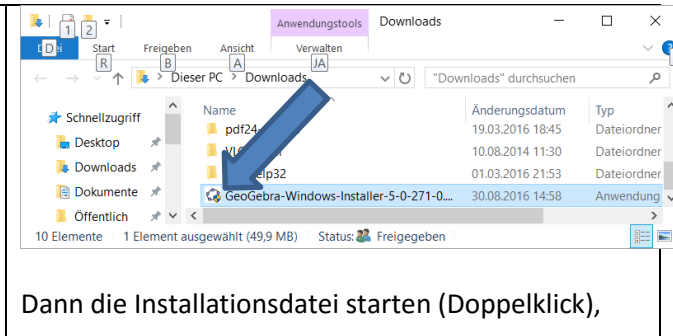 1 2 Anwendungstools Downloads
D Start Freigeben Ansicht Verwalten
R B A JA
Dieser PC > Downloads "Downloads" durchsuchen
Schnellzugriff
Desktop
Downloads
Dokumente
Öffentlich
Name Änderungsdatum Typ
pdf24 19.03.2016 18:45 Dateiordner
10.08.2014 11:30 Dateiordner
01.03.2016 21:53 Dateiordner
GeoGebra-Windows-Installer-5-0-271-0.... 30.08.2016 14:58 Anwendung
10 Elemente 1 Element ausgewählt (49,9 MB) Status: Freigegeben
Dann die Installationsdatei starten (Doppelklick),